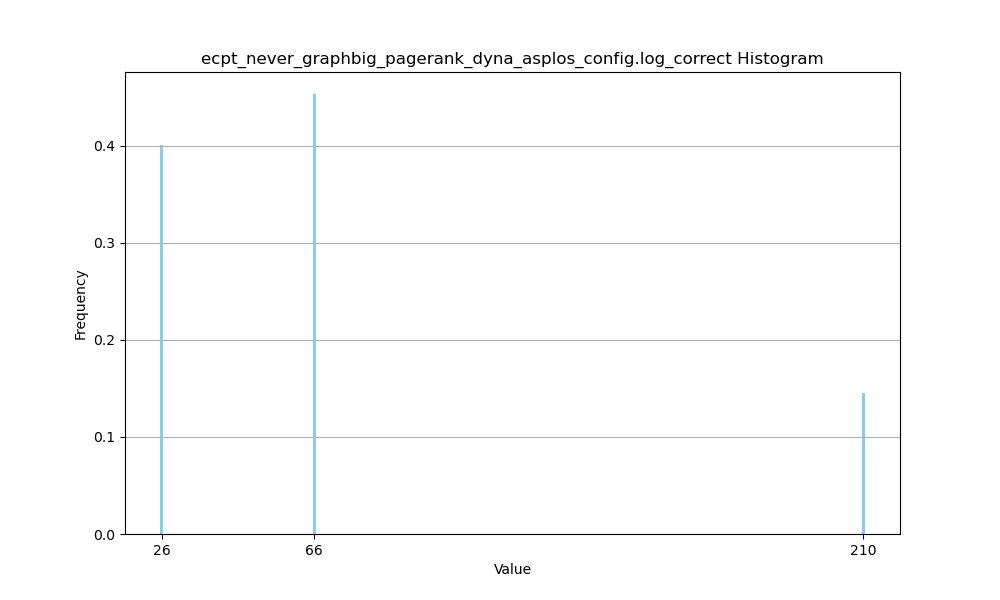 ecpt_never_graphbig_pagerank_dyna_asplos_config.log_correct Histogram
Frequency
0.4
0.3
0.2
0.1
0.0
26 66 210
Value